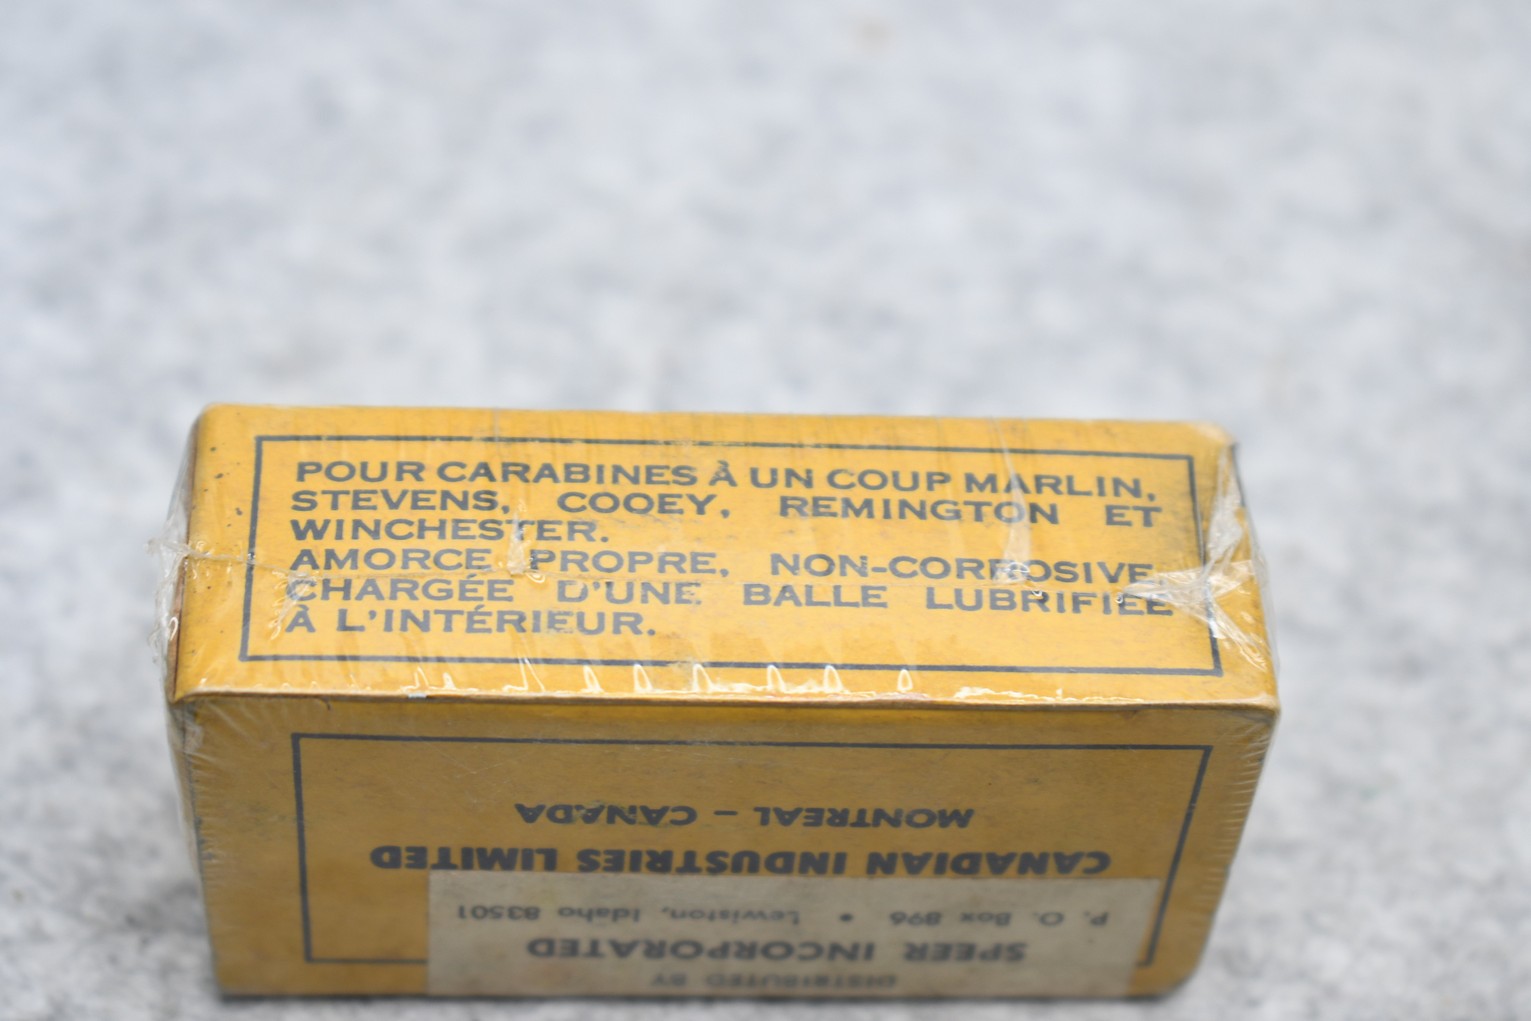 POUR CARABINES À UN COUP MARLIN,
STEVENS, COOEY, REMINGTON ET
WINCHESTER.
AMORCE PROPRE, NON-CORROSIVE,
CHARGÉE D'UNE BALLE LUBRIFIÉE
À L'INTÉRIEUR.
DISTRIBUTED BY
SPEER INCORPORATED
P. O. Box 896 • Lewiston, Idaho 83501
CANADIAN INDUSTRIES LIMITED
MONTREAL - CANADA